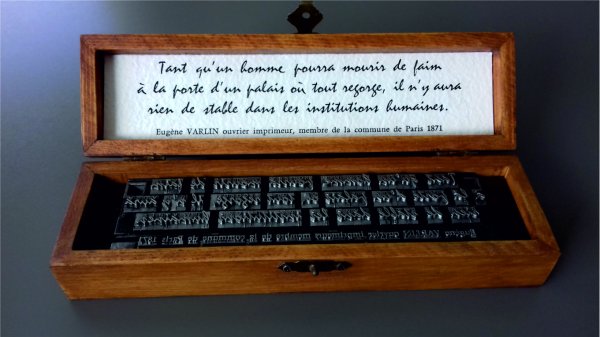 Tant qu'un homme pourra mourir de faim
à la porte d'un palais où tout regorge, il n'y aura
rien de stable dans les institutions humaines.
Eugène VARLIN ouvrier imprimeur, membre de la commune de Paris 1871